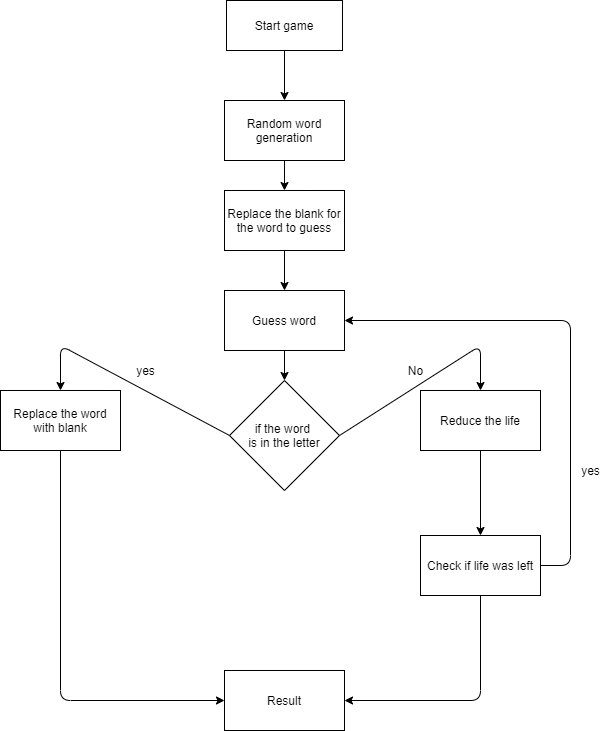 Start game
Random word
generation
Replace the blank for
the word to guess
Guess word
yes
No
Replace the word
with blank
if the word
is in the letter
Reduce the life
yes
Check if life was left
Result